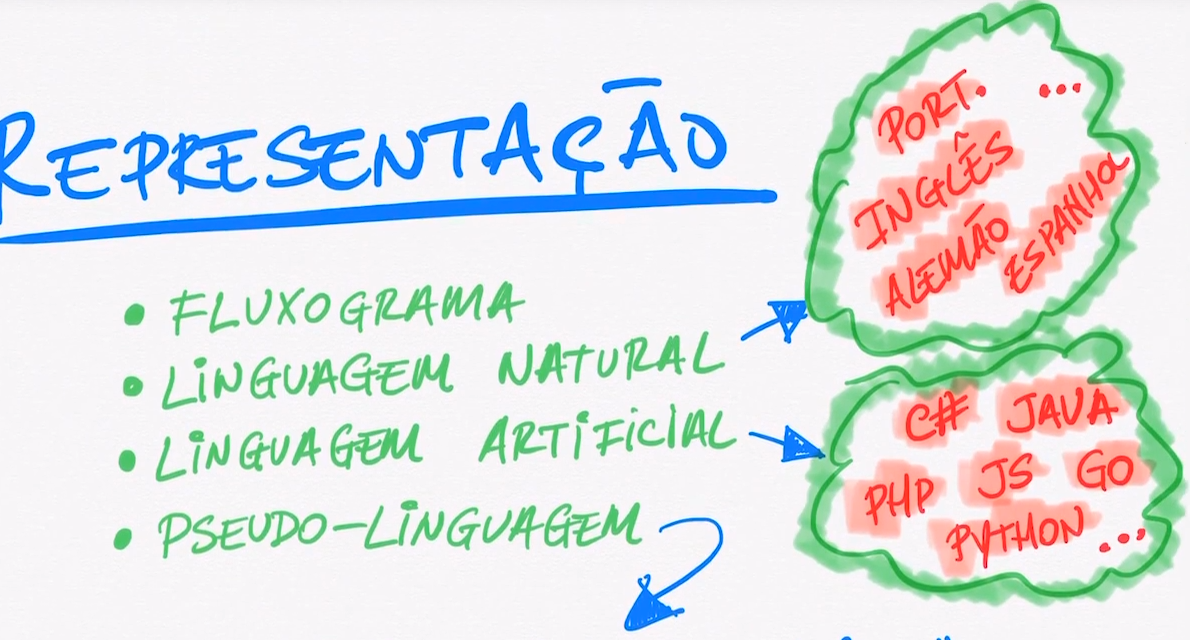 REPRESENTAÇÃO
• FLUXOGRAMA
• LINGUAGEM NATURAL
• LINGUAGEM ARTIFICIAL
• PSEUDO-LINGUAGEM
PORT. ...
INGLÊS
ALEMÃO
ESPANHOL
C# JAVA
PHP JS GO
PYTHON ...